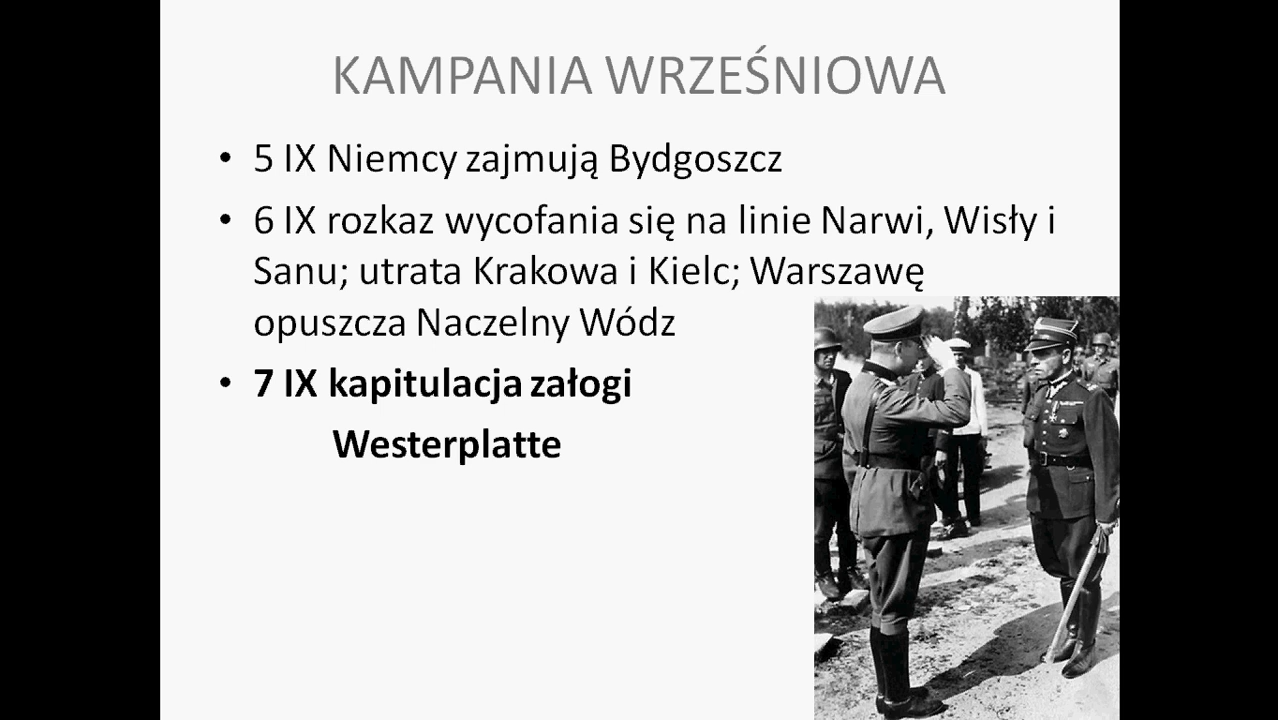 KAMPANIA WRZEŚNIOWA
• 5 IX Niemcy zajmują Bydgoszcz
• 6 IX rozkaz wycofania się na linie Narwi, Wisły i
Sanu; utrata Krakowa i Kielc; Warszawę
opuszcza Naczelny Wódz
• 7 IX kapitulacja załogi
Westerplatte